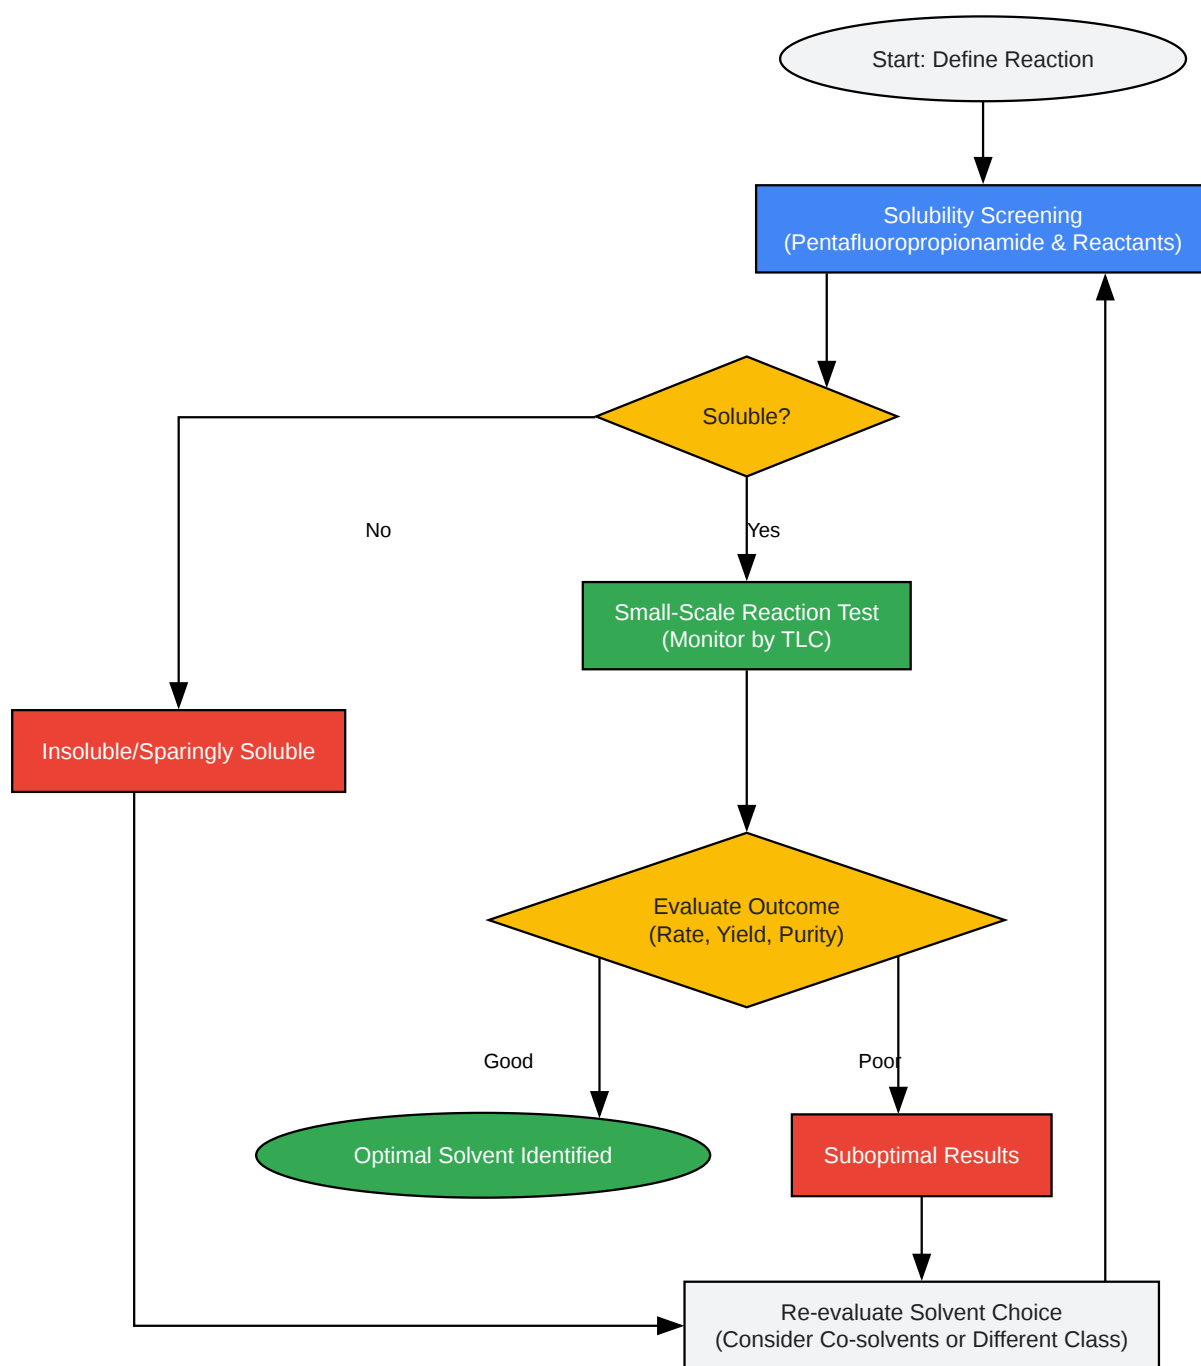 Start: Define Reaction
Solubility Screening
(Pentafluoropropionamide & Reactants)
Soluble?
No
Yes
Small-Scale Reaction Test
(Monitor by TLC)
Insoluble/Sparingly Soluble
Evaluate Outcome
(Rate, Yield, Purity)
Good
Poor
Optimal Solvent Identified
Suboptimal Results
Re-evaluate Solvent Choice
(Consider Co-solvents or Different Class)